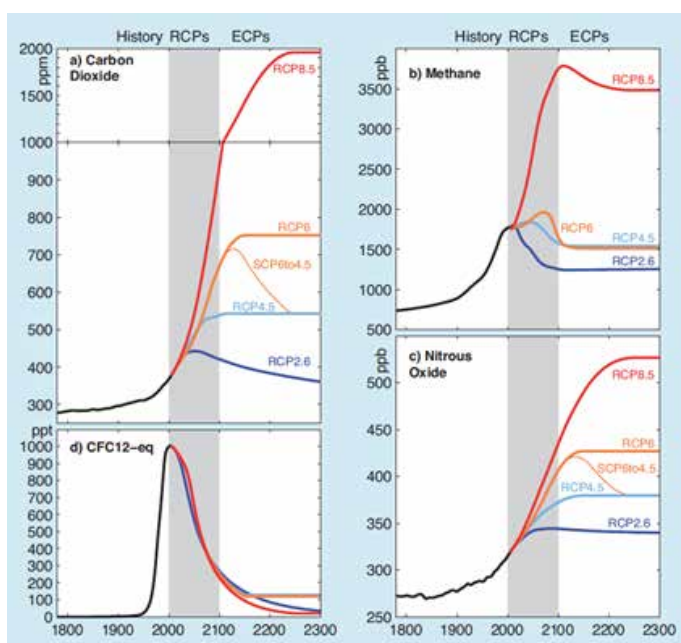 History RCPs ECPs
ppm
2000
1500
1000
900
800
700
600
500
400
300
a) Carbon
Dioxide
RCP8.5
RCP6
SCP6to4.5
RCP4.5
RCP2.6
ppt
1000
900
800
700
600
500
400
300
200
100
0
d) CFC12-eq
1800 1900 2000 2100 2200 2300
History RCPs ECPs
ppb
3500
3000
2500
2000
1500
1000
500
b) Methane
RCP8.5
RCP6
RCP4.5
RCP2.6
ppb
500
450
400
350
300
250
c) Nitrous
Oxide
RCP8.5
RCP6
SCP6to4.5
RCP4.5
RCP2.6
1800 1900 2000 2100 2200 2300